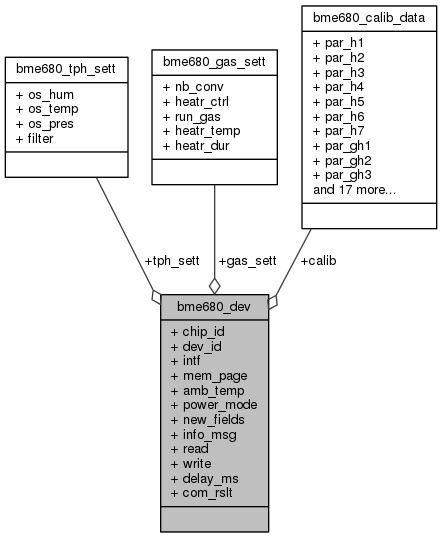 bme680_tph_sett
+ os_hum
+ os_temp
+ os_pres
+ filter
bme680_gas_sett
+ nb_conv
+ heatr_ctrl
+ run_gas
+ heatr_temp
+ heatr_dur
bme680_calib_data
+ par_h1
+ par_h2
+ par_h3
+ par_h4
+ par_h5
+ par_h6
+ par_h7
+ par_gh1
+ par_gh2
+ par_gh3
and 17 more...
+tph_sett
+gas_sett
+calib
bme680_dev
+ chip_id
+ dev_id
+ intf
+ mem_page
+ amb_temp
+ power_mode
+ new_fields
+ info_msg
+ read
+ write
+ delay_ms
+ com_rslt